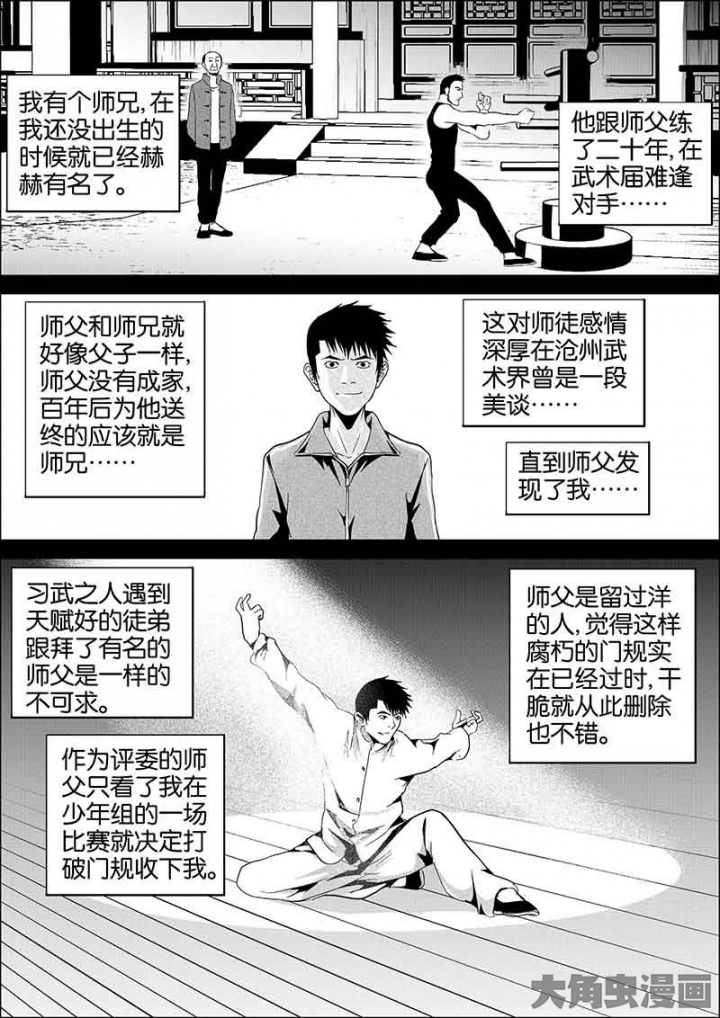 我有个师兄,在
我还没出生的
时候就已经赫
赫有名了。
他跟师父练
了二十年,在
武术届难逢
对手……
师父和师兄就
好像父子一样,
师父没有成家,
百年后为他送
终的应该就是
师兄……
这对师徒感情
深厚在沧州武
术界曾是一段
美谈……
直到师父发
现了我……
习武之人遇到
天赋好的徒弟
跟拜了有名的
师父是一样的
不可求。
师父是留过洋
的人,觉得这样
腐朽的门规实
在已经过时,干
脆就从此删除
也不错。
作为评委的师
父只看了我在
少年组的一场
比赛就决定打
破门规收下我。
大角虫漫画